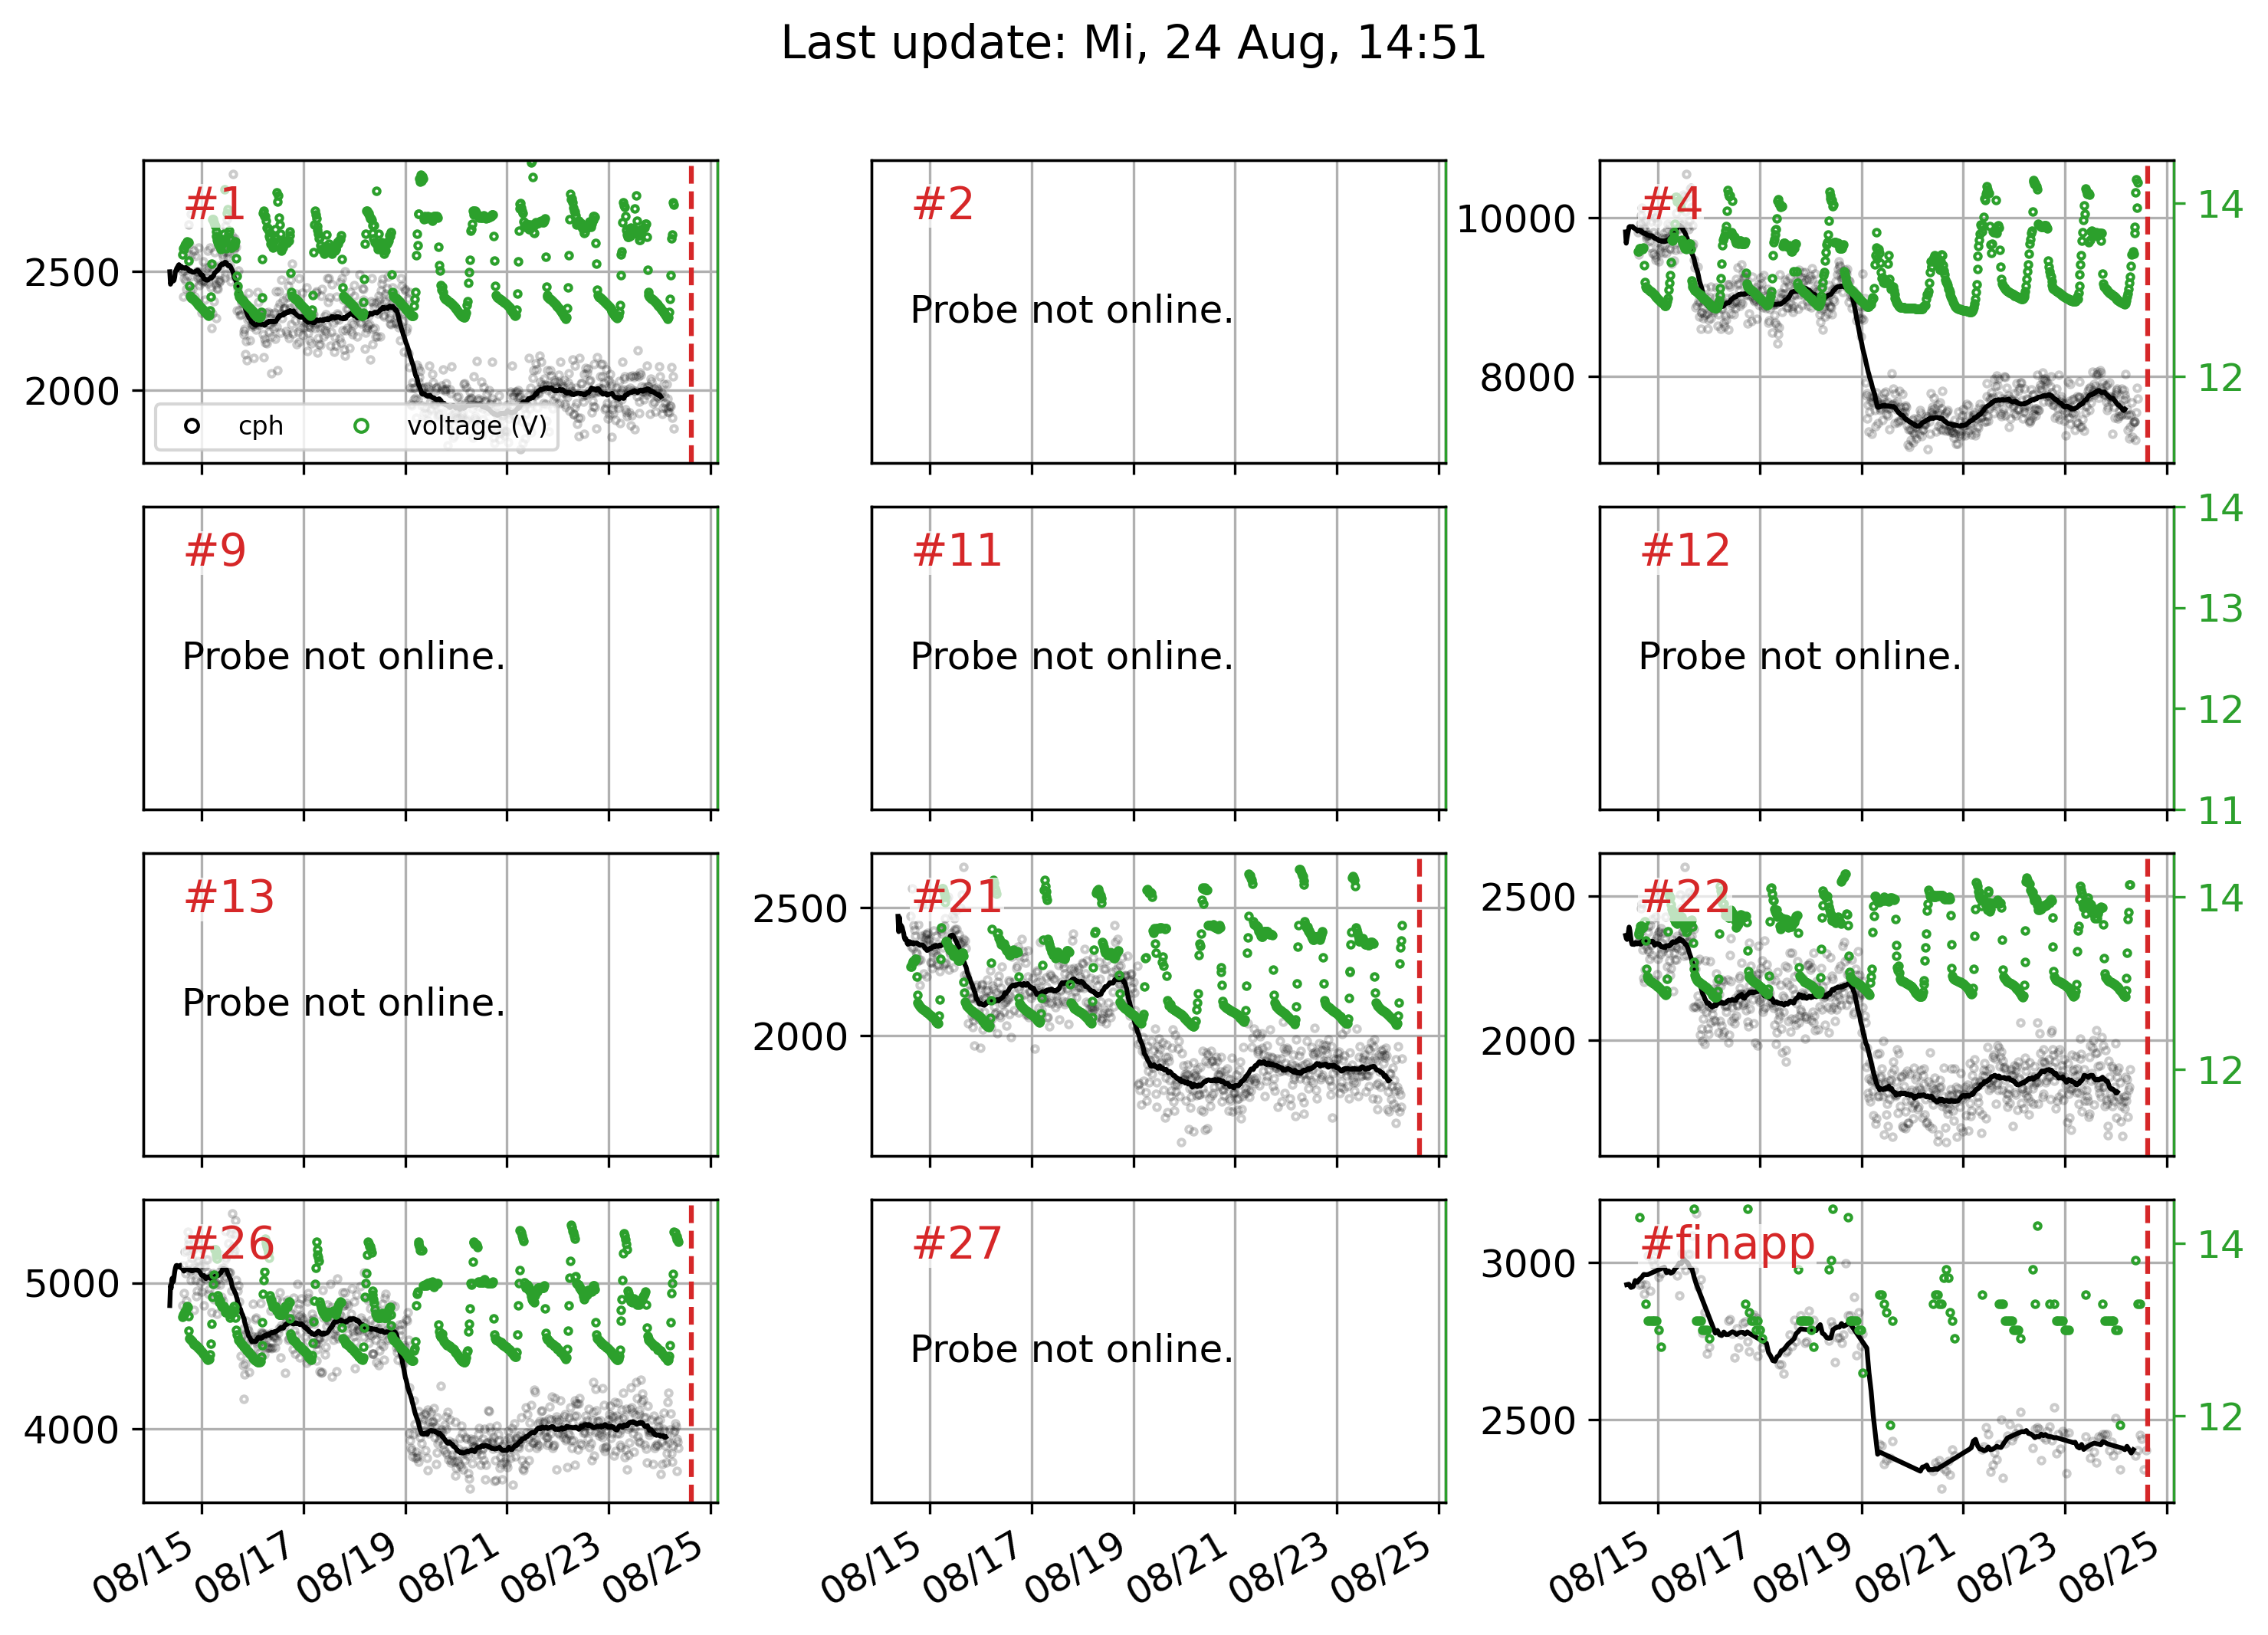 Last update: Mi, 24 Aug, 14:51
#1
2500
2000
cph voltage (V)
#2
Probe not online.
#4
10000
8000
14
12
#9
Probe not online.
#11
Probe not online.
#12
Probe not online.
14
13
12
11
#13
Probe not online.
#21
2500
2000
#22
2500
2000
14
12
#26
5000
4000
#27
Probe not online.
#finapp
3000
2500
14
12
08/15 08/17 08/19 08/21 08/23 08/25
08/15 08/17 08/19 08/21 08/23 08/25
08/15 08/17 08/19 08/21 08/23 08/25